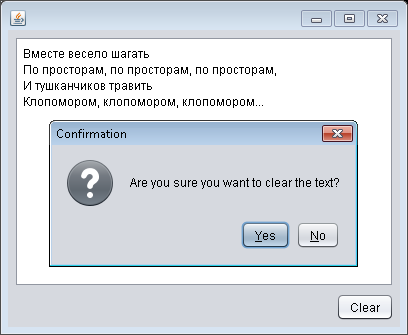 Вместе весело шагать
По просторам, по просторам, по просторам,
И тушканчиков травить
Клопомором, клопомором, клопомором...
Confirmation
Are you sure you want to clear the text?
Yes
No
Clear